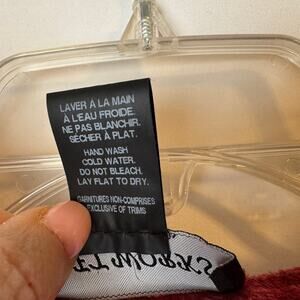 LAVER À LA MAIN
À L'EAU FROIDE.
NE PAS BLANCHIR.
SÉCHER À PLAT.
HAND WASH
COLD WATER.
DO NOT BLEACH.
LAY FLAT TO DRY.
GARNITURES NON-COMPRISES
EXCLUSIVE OF TRIMS